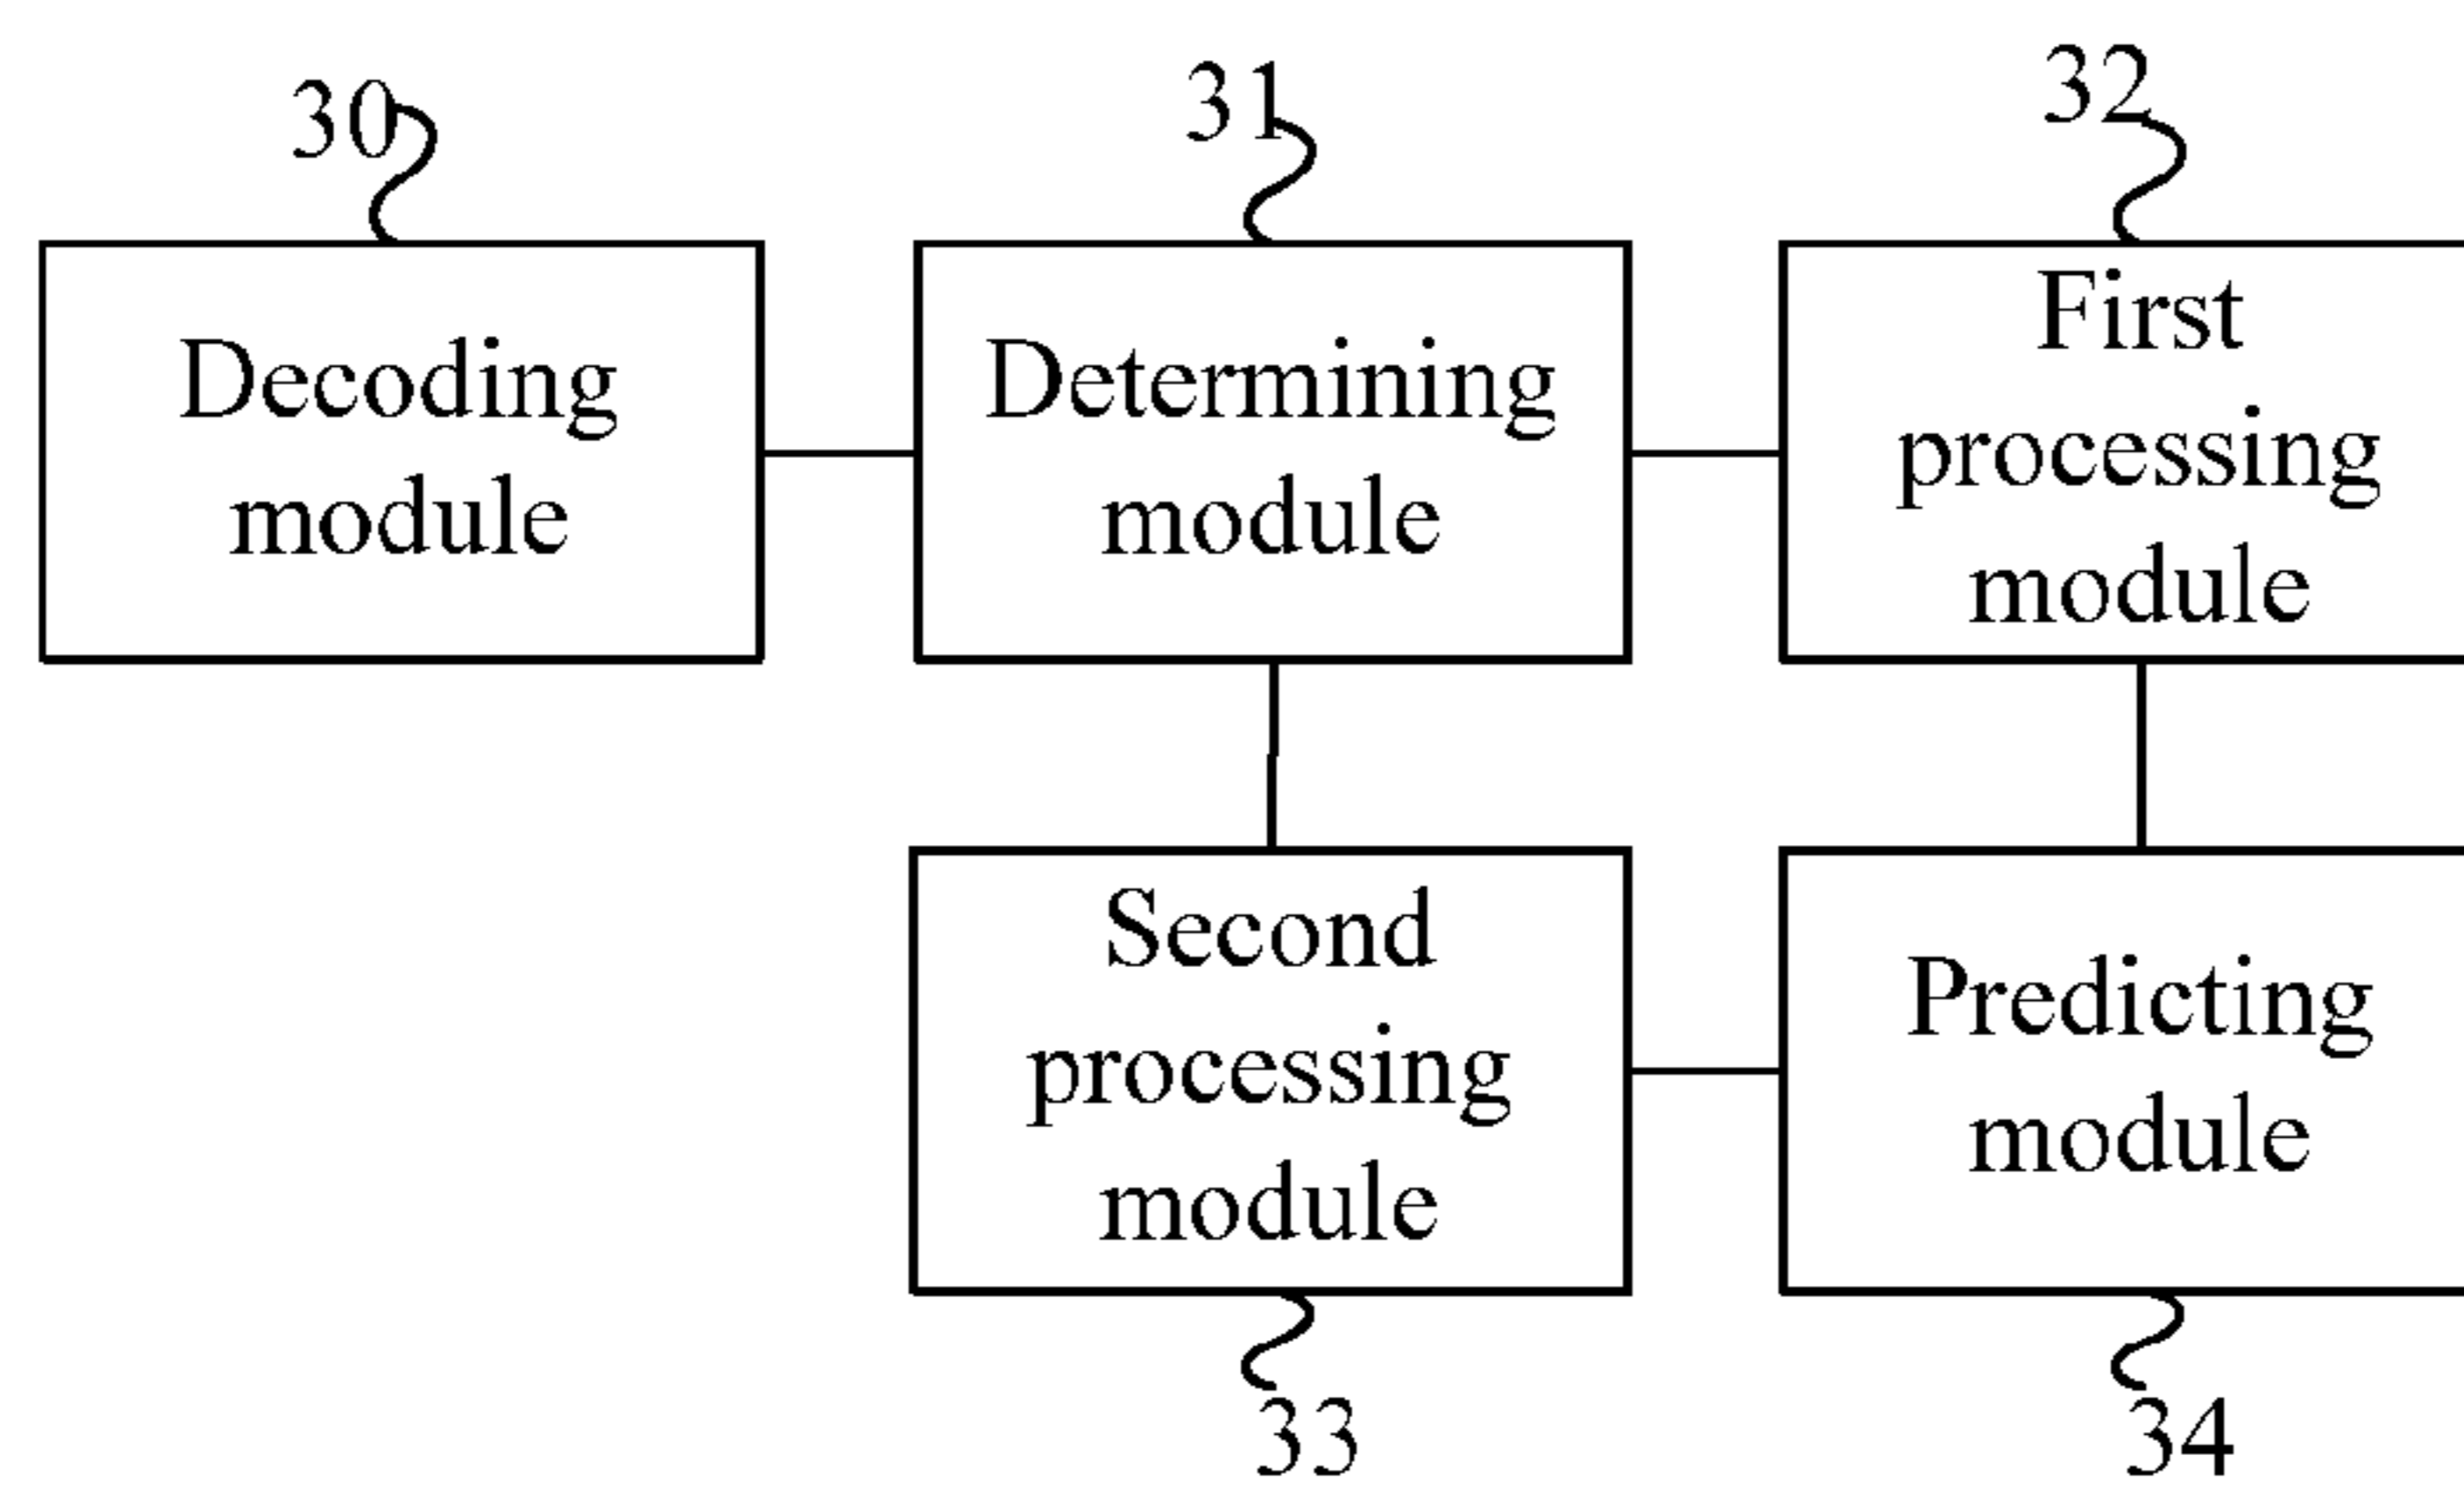 30
31
32
Decoding
module
Determining
module
First
processing
module
Second
processing
module
Predicting
module
33
34